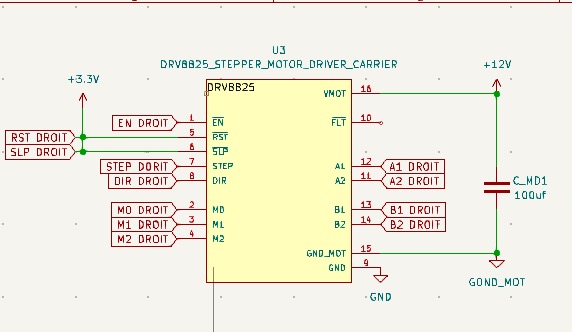 U3
DRV8825_STEPPER_MOTOR_DRIVER_CARRIER
+12V
+3.3V
DRV8825
VMOT 16
EN DROIT 1 EN
FLT 10
RST DROIT 5 RST
SLP DROIT 6 SLP
STEP DORIT 7 STEP
A1 12 A1 DROIT
DIR DROIT 8 DIR
A2 11 A2 DROIT
C_MD1
100uf
M0 DROIT 2 M0
B1 13 B1 DROIT
M1 DROIT 3 M1
B2 14 B2 DROIT
M2 DROIT 4 M2
GND_MOT 15
GND 9
GOND_MOT
GND